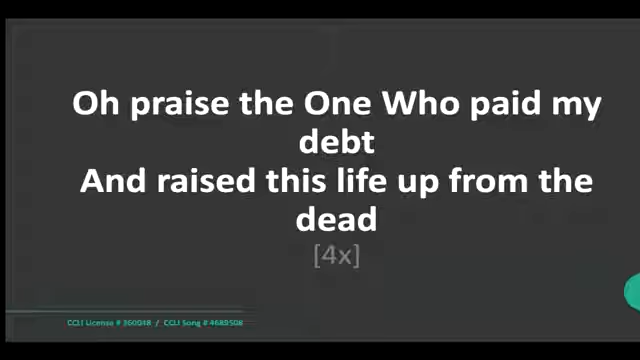 Oh praise the One Who paid my
debt
And raised this life up from the
dead
[4x]
CCLI License # 360048 / CCLI Song # 4689508